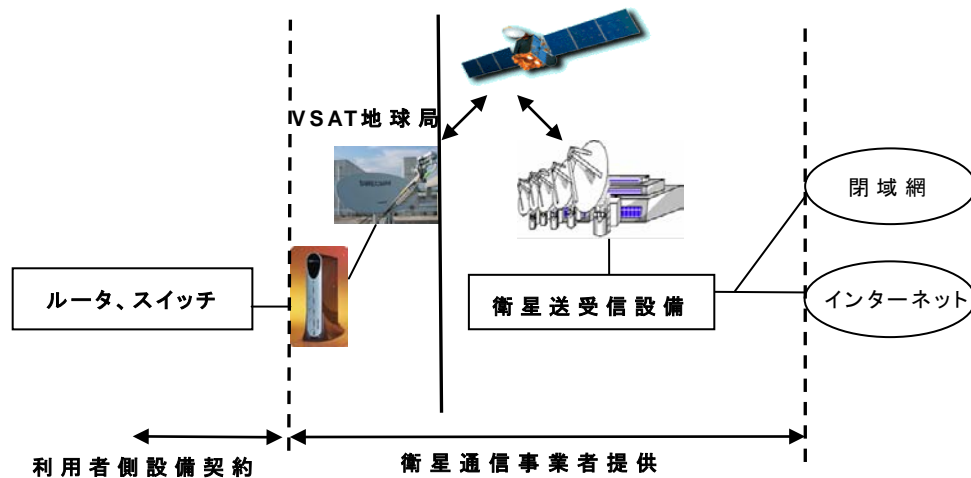 VSAT地球局
閉域網
ルータ、スイッチ
衛星送受信設備
インターネット
利用者側設備契約
衛星通信事業者提供